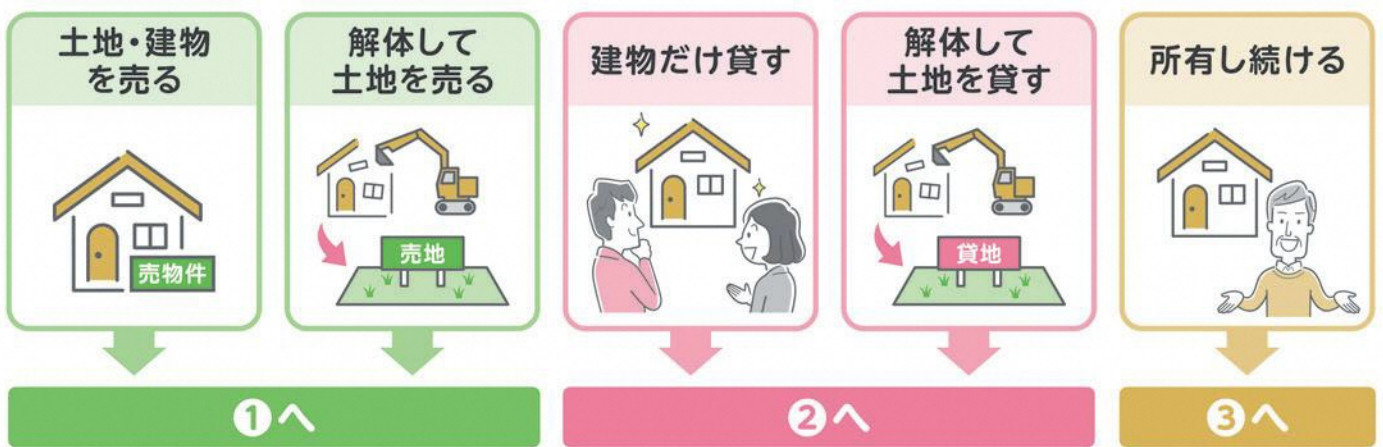 土地・建物
を売る
売物件
解体して
土地を売る
売地
建物だけ貸す
解体して
土地を貸す
貸地
所有し続ける
❶へ
❷へ
❸へ